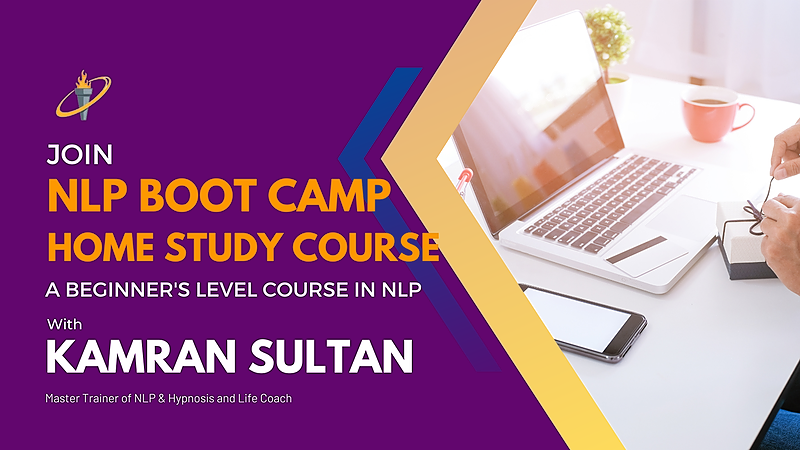 JOIN
NLP BOOT CAMP
HOME STUDY COURSE
A BEGINNER'S LEVEL COURSE IN NLP
With
KAMRAN SULTAN
Master Trainer of NLP & Hypnosis and Life Coach